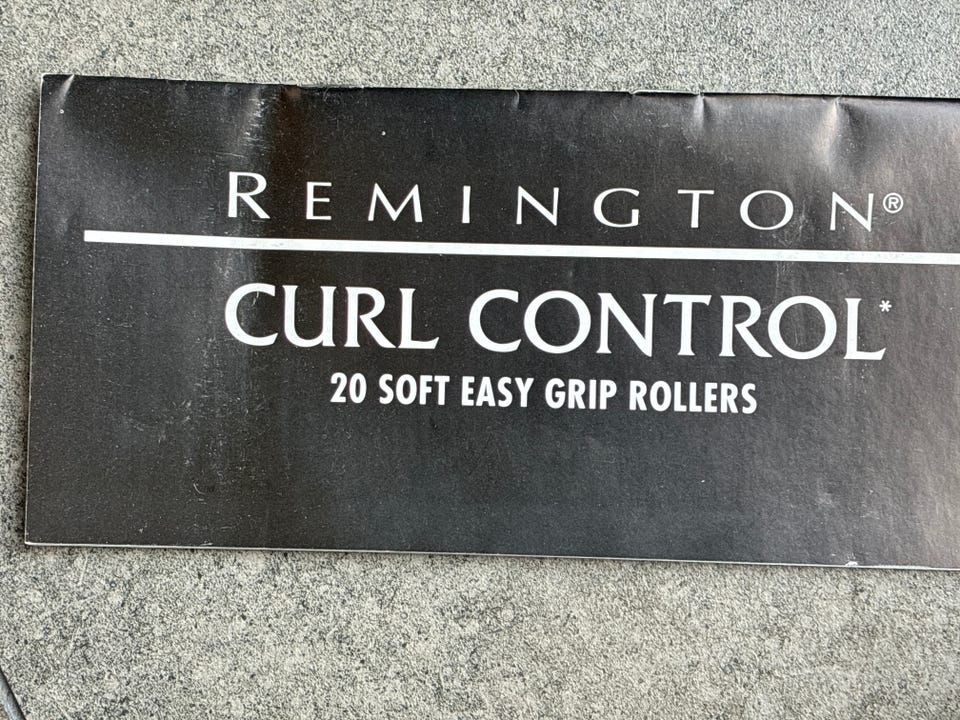 REMINGTON®
CURL CONTROL*
20 SOFT EASY GRIP ROLLERS